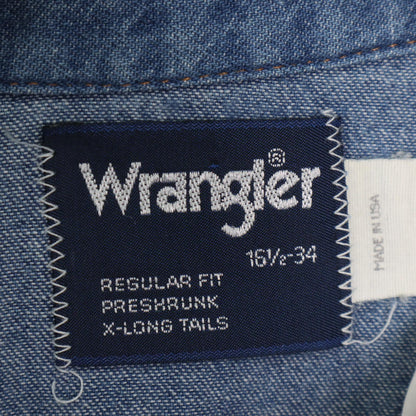 Wrangler®
16½-34
REGULAR FIT
PRESHRUNK
X-LONG TAILS
MADE IN USA